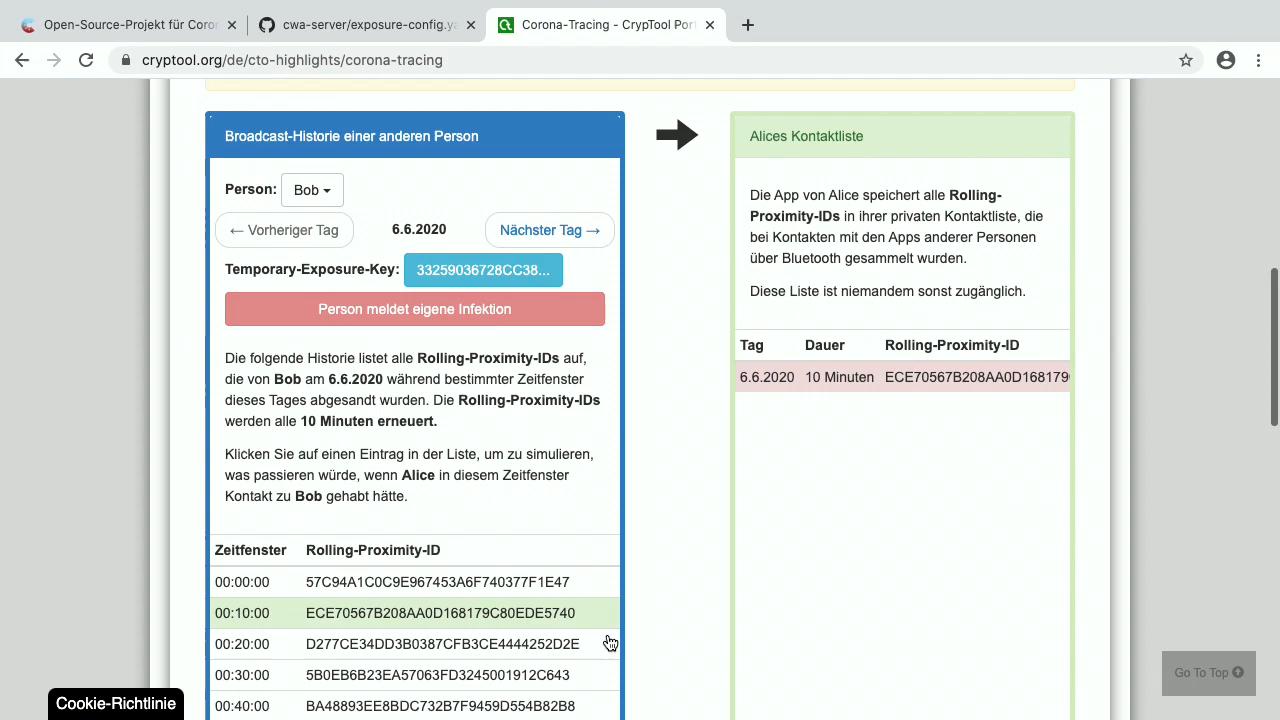 Open-Source-Projekt für Coron
cwa-server/exposure-config.ya
Corona-Tracing - CrypTool Port
cryptool.org/de/cto-highlights/corona-tracing
Broadcast-Historie einer anderen Person
Person: Bob
← Vorheriger Tag 6.6.2020 Nächster Tag →
Temporary-Exposure-Key: 33259036728CC38...
Person meldet eigene Infektion
Die folgende Historie listet alle Rolling-Proximity-IDs auf,
die von Bob am 6.6.2020 während bestimmter Zeitfenster
dieses Tages abgesandt wurden. Die Rolling-Proximity-IDs
werden alle 10 Minuten erneuert.
Klicken Sie auf einen Eintrag in der Liste, um zu simulieren,
was passieren würde, wenn Alice in diesem Zeitfenster
Kontakt zu Bob gehabt hätte.
Zeitfenster Rolling-Proximity-ID
00:00:00 57C94A1C0C9E967453A6F740377F1E47
00:10:00 ECE70567B208AA0D168179C80EDE5740
00:20:00 D277CE34DD3B0387CFB3CE4444252D2E
00:30:00 5B0EB6B23EA57063FD3245001912C643
00:40:00 BA48893EE8BDC732B7F9459D554B82B8
Alices Kontaktliste
Die App von Alice speichert alle Rolling-
Proximity-IDs in ihrer privaten Kontaktliste, die
bei Kontakten mit den Apps anderer Personen
über Bluetooth gesammelt wurden.
Diese Liste ist niemandem sonst zugänglich.
Tag Dauer Rolling-Proximity-ID
6.6.2020 10 Minuten ECE70567B208AA0D168179
Go To Top
Cookie-Richtlinie